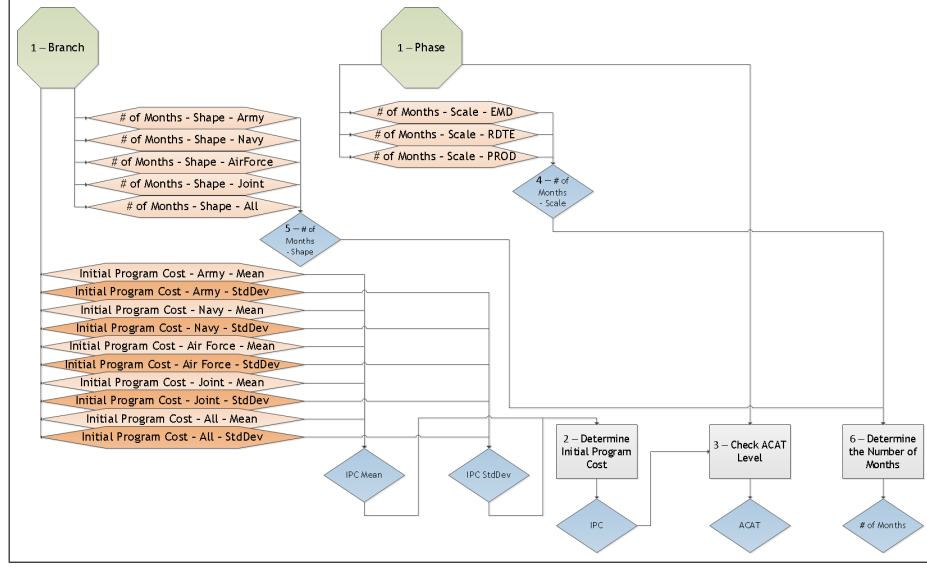 1 – Branch
1 – Phase
# of Months - Shape - Army
# of Months - Shape - Navy
# of Months - Shape - AirForce
# of Months - Shape - Joint
# of Months - Shape - All
# of Months - Scale - EMD
# of Months - Scale - RDTE
# of Months - Scale - PROD
4 – # of
Months
- Scale
5 – # of
Months
- Shape
Initial Program Cost - Army - Mean
Initial Program Cost - Army - StdDev
Initial Program Cost - Navy - Mean
Initial Program Cost - Navy - StdDev
Initial Program Cost - Air Force - Mean
Initial Program Cost - Air Force - StdDev
Initial Program Cost - Joint - Mean
Initial Program Cost - Joint - StdDev
Initial Program Cost - All - Mean
Initial Program Cost - All - StdDev
IPC Mean
IPC StdDev
2 – Determine
Initial Program
Cost
3 – Check ACAT
Level
6 – Determine
the Number of
Months
IPC
ACAT
# of Months